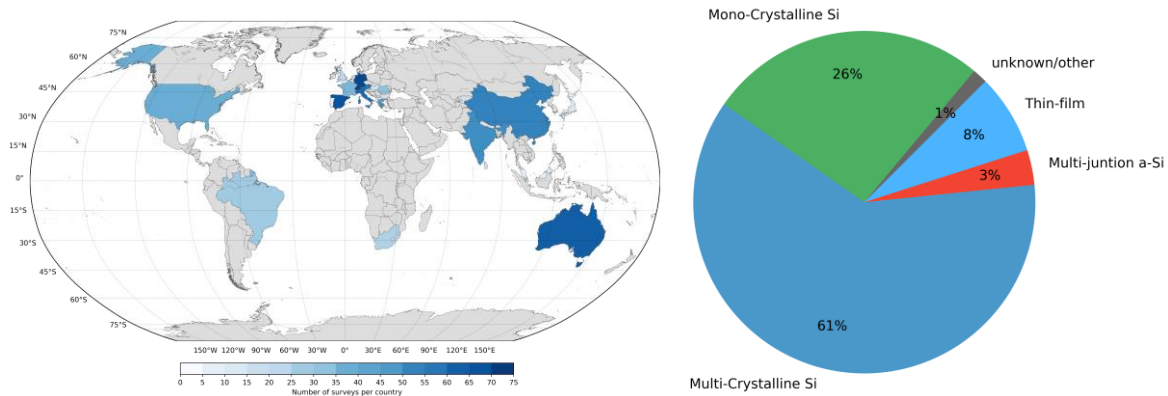 75°N
60°N
45°N
30°N
15°N
0°
15°S
30°S
45°S
60°S
75°S
150°W 120°W 90°W 60°W 30°W 0° 30°E 60°E 90°E 120°E 150°E
0 5 10 15 20 25 30 35 40 45 50 55 60 65 70 75
Number of surveys per country
Mono-Crystalline Si
26%
unknown/other
1%
Thin-film
8%
Multi-juntion a-Si
3%
61%
Multi-Crystalline Si